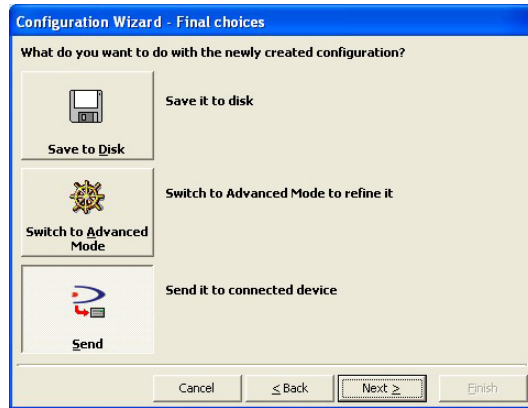 Configuration Wizard - Final choices
What do you want to do with the newly created configuration?
Save to Disk
Save it to disk
Switch to Advanced
Mode
Switch to Advanced Mode to refine it
Send
Send it to connected device
Cancel
< Back
Next >
Finish